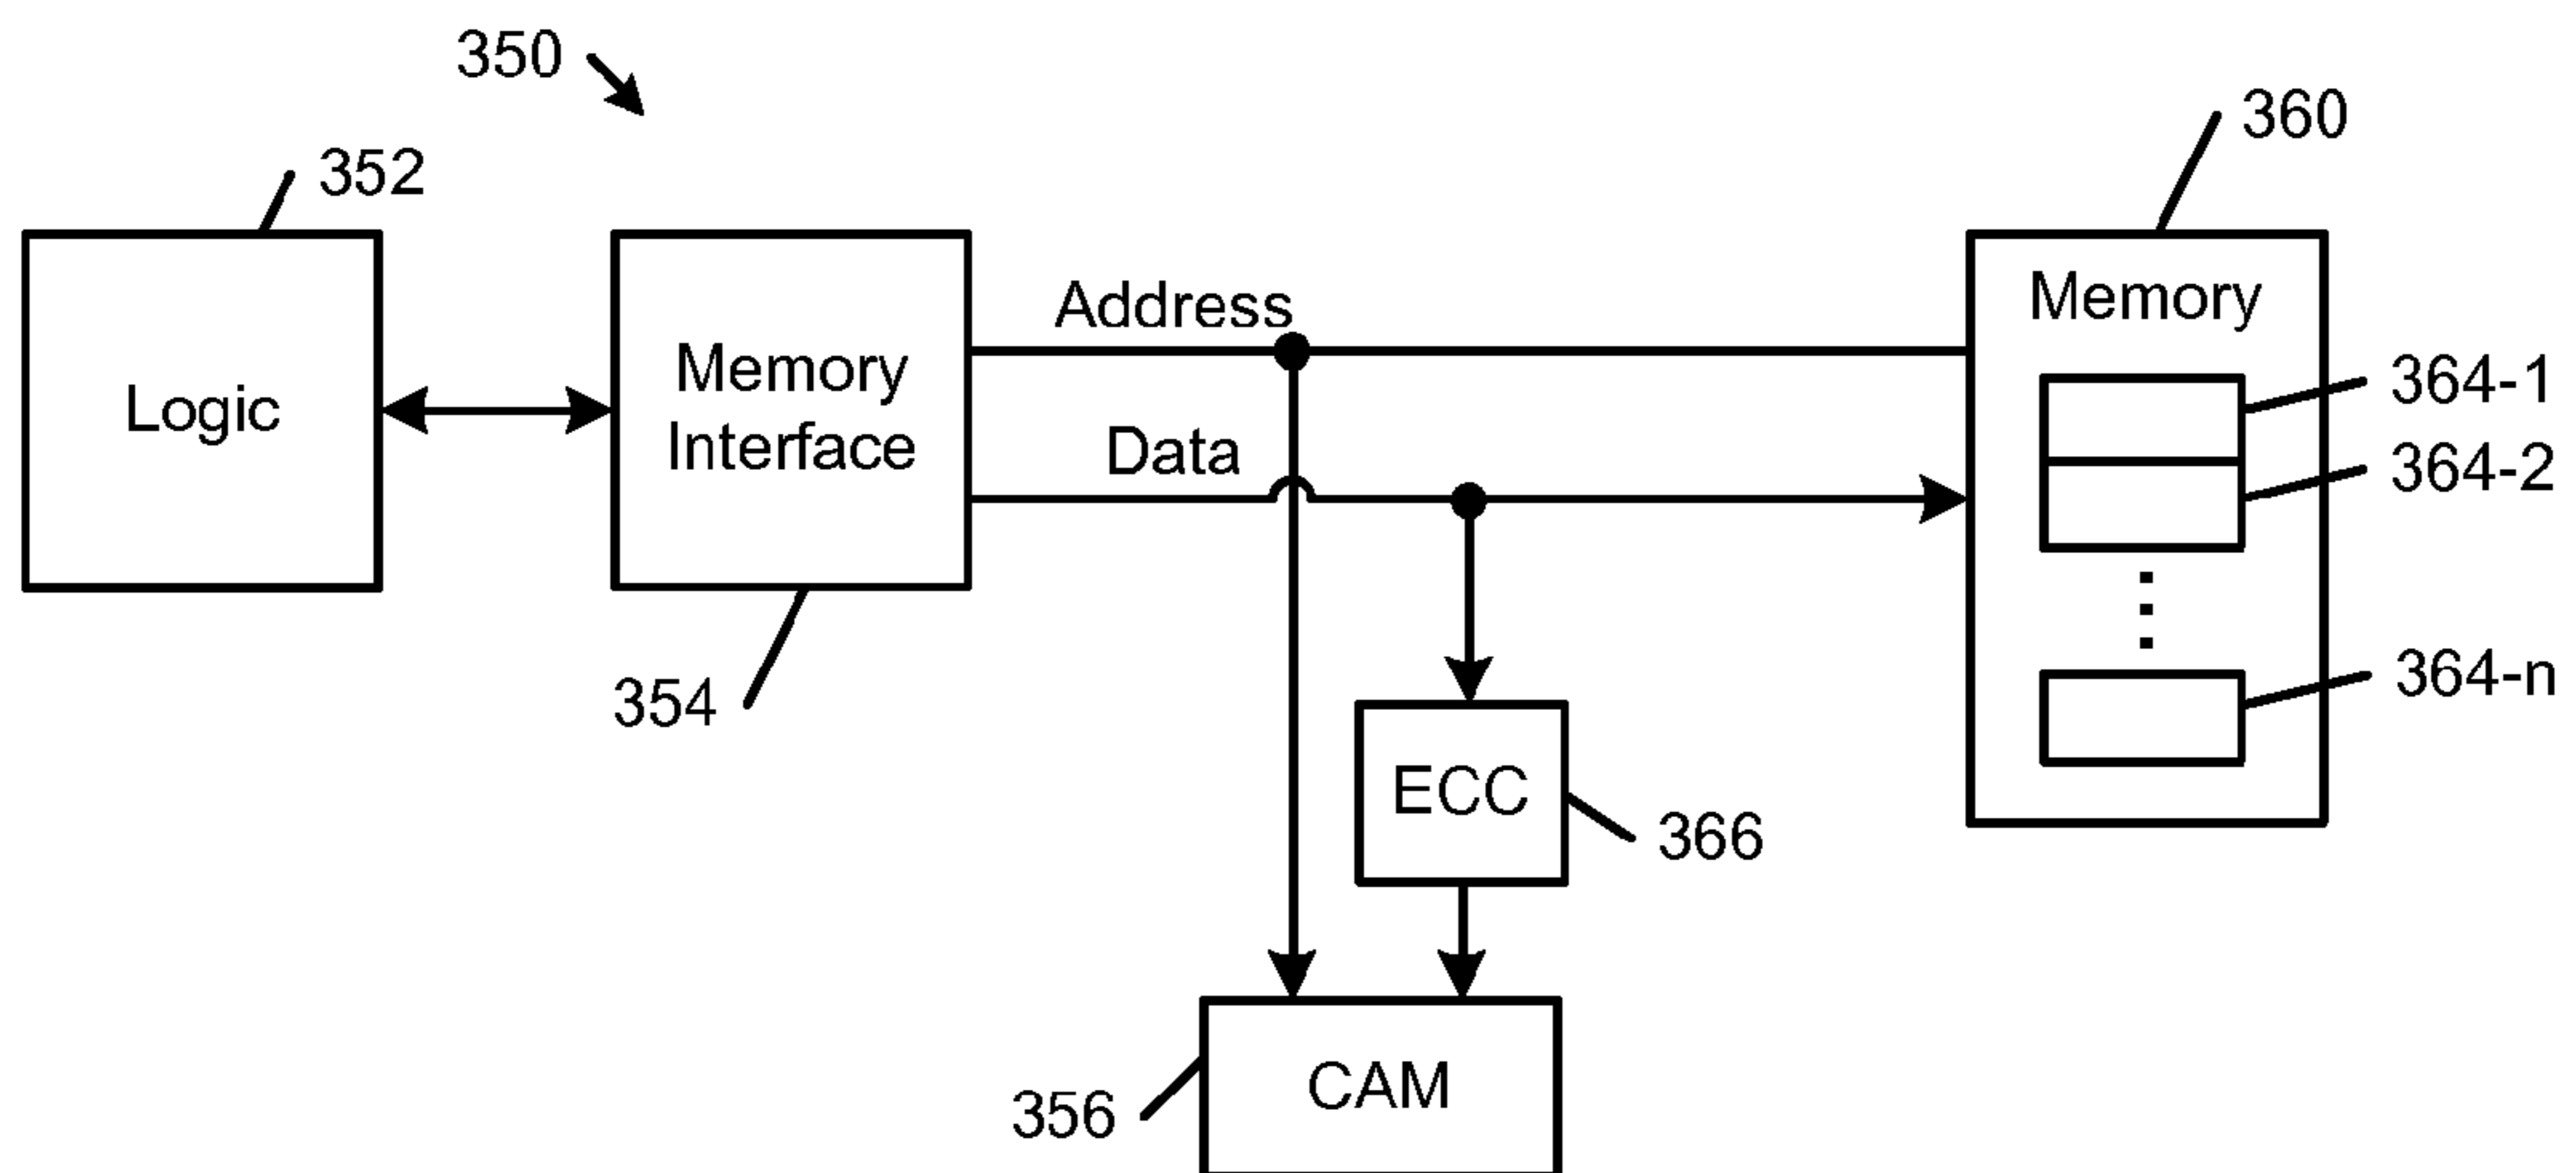 350
360
352
Address
Memory
Logic
Memory
Interface
364-1
Data
364-2
364-n
354
ECC
366
CAM
356